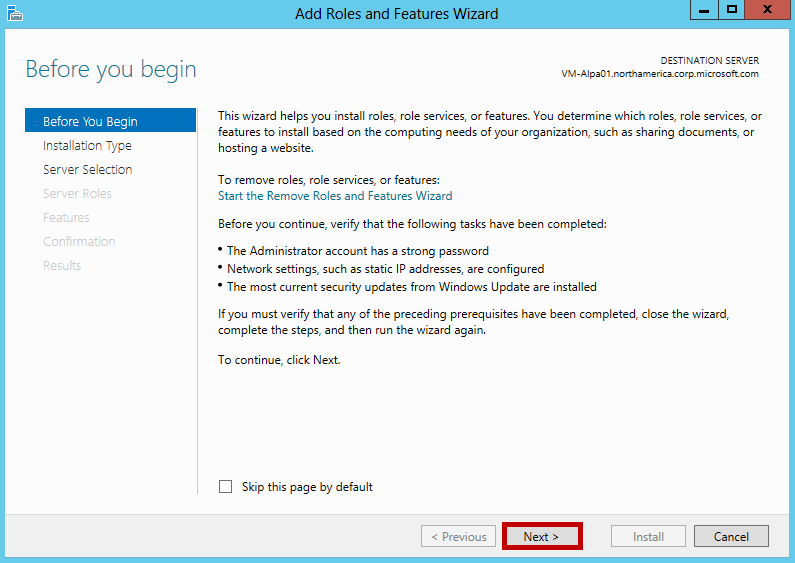 Add Roles and Features Wizard
Before you begin
DESTINATION SERVER
VM-Alpa01.northamerica.corp.microsoft.com
Before You Begin
Installation Type
Server Selection
Server Roles
Features
Confirmation
Results
This wizard helps you install roles, role services, or features. You determine which roles, role services, or
features to install based on the computing needs of your organization, such as sharing documents, or
hosting a website.
To remove roles, role services, or features:
Start the Remove Roles and Features Wizard
Before you continue, verify that the following tasks have been completed:
• The Administrator account has a strong password
• Network settings, such as static IP addresses, are configured
• The most current security updates from Windows Update are installed
If you must verify that any of the preceding prerequisites have been completed, close the wizard,
complete the steps, and then run the wizard again.
To continue, click Next.
Skip this page by default
< Previous
Next >
Install
Cancel